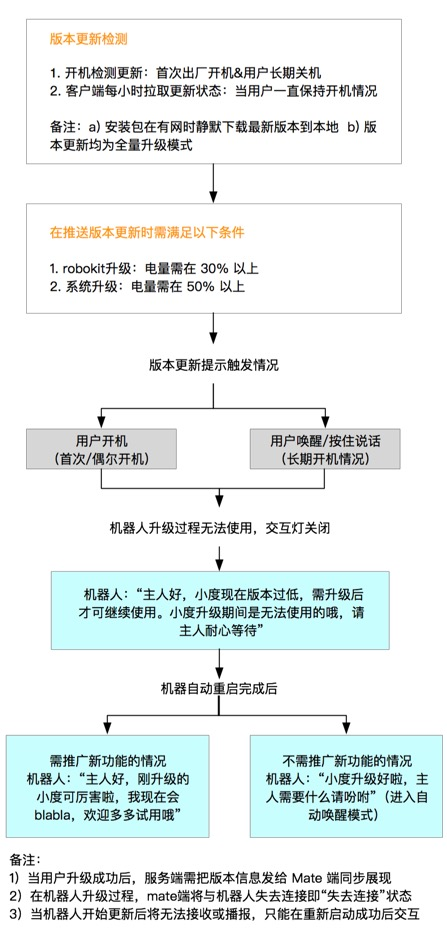 版本更新检测
1. 开机检测更新：首次出厂开机&用户长期关机
2. 客户端每小时拉取更新状态：当用户一直保持开机情况
备注：a) 安装包在有网时静默下载最新版本到本地 b) 版
本更新均为全量升级模式
在推送版本更新时需满足以下条件
1. robokit升级：电量需在 30% 以上
2. 系统升级：电量需在 50% 以上
版本更新提示触发情况
用户开机
（首次/偶尔开机）
用户唤醒/按住说话
（长期开机情况）
机器人升级过程无法使用，交互灯关闭
机器人：“主人好，小度现在版本过低，需升级后
才可继续使用。小度升级期间是无法使用的哦，请
主人耐心等待”
机器自动重启完成后
需推广新功能的情况
机器人：“主人好，刚升级的
小度可厉害啦，我现在会
blabla，欢迎多多试用哦”
不需推广新功能的情况
机器人：“小度升级好啦，主
人需要什么请吩咐”（进入自
动唤醒模式）
备注：
1）当用户升级成功后，服务端需把版本信息发给 Mate 端同步展现
2）在机器人升级过程，mate端将与机器人失去连接即“失去连接”状态
3）当机器人开始更新后将无法接收或播报，只能在重新启动成功后交互